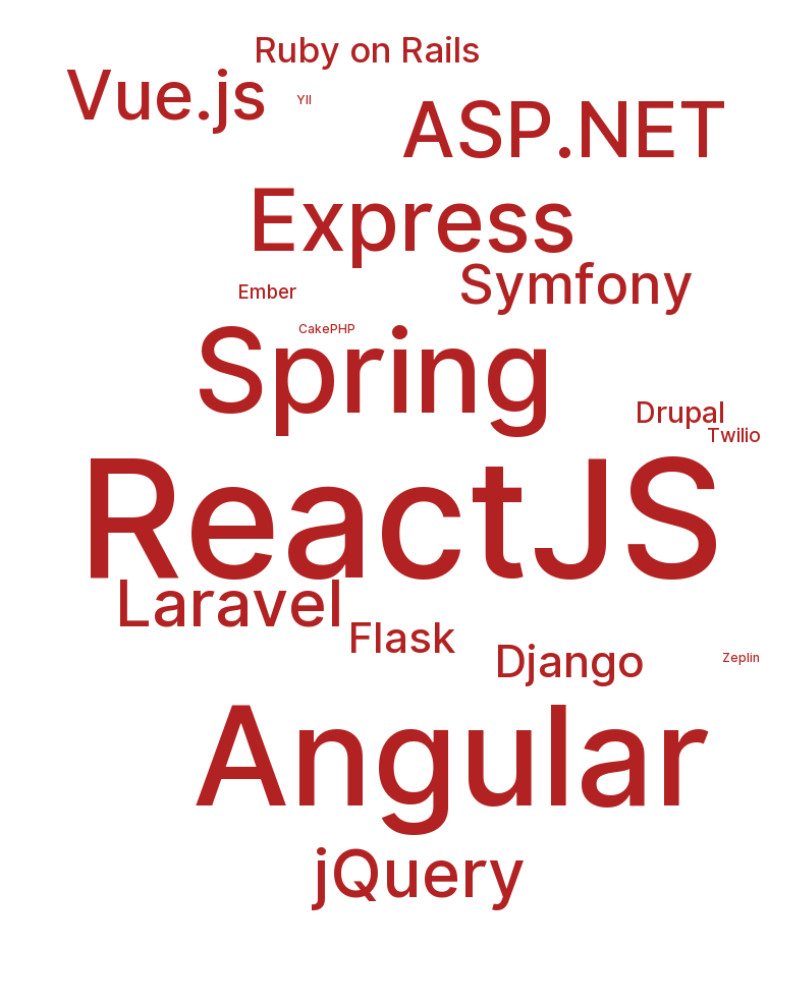 Ruby on Rails
Vue.js
YII
ASP.NET
Express
Symfony
Ember
CakePHP
Spring
Drupal
Twilio
ReactJS
Laravel
Flask
Django
Zeplin
Angular
jQuery